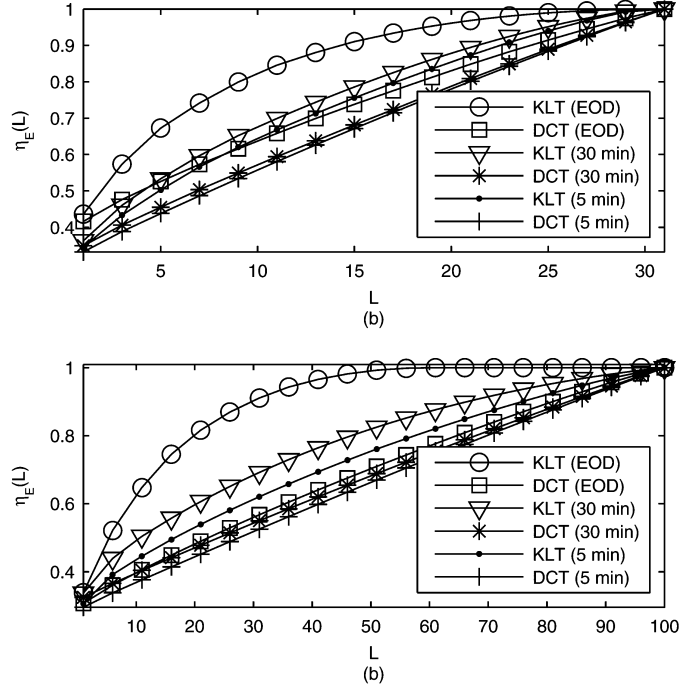 1
0.9
0.8
0.7
0.6
0.5
0.4
η_E(L)
KLT (EOD)
DCT (EOD)
KLT (30 min)
DCT (30 min)
KLT (5 min)
DCT (5 min)
5 10 15 20 25 30
L
(b)
1
0.8
0.6
0.4
η_E(L)
KLT (EOD)
DCT (EOD)
KLT (30 min)
DCT (30 min)
KLT (5 min)
DCT (5 min)
10 20 30 40 50 60 70 80 90 100
L
(b)